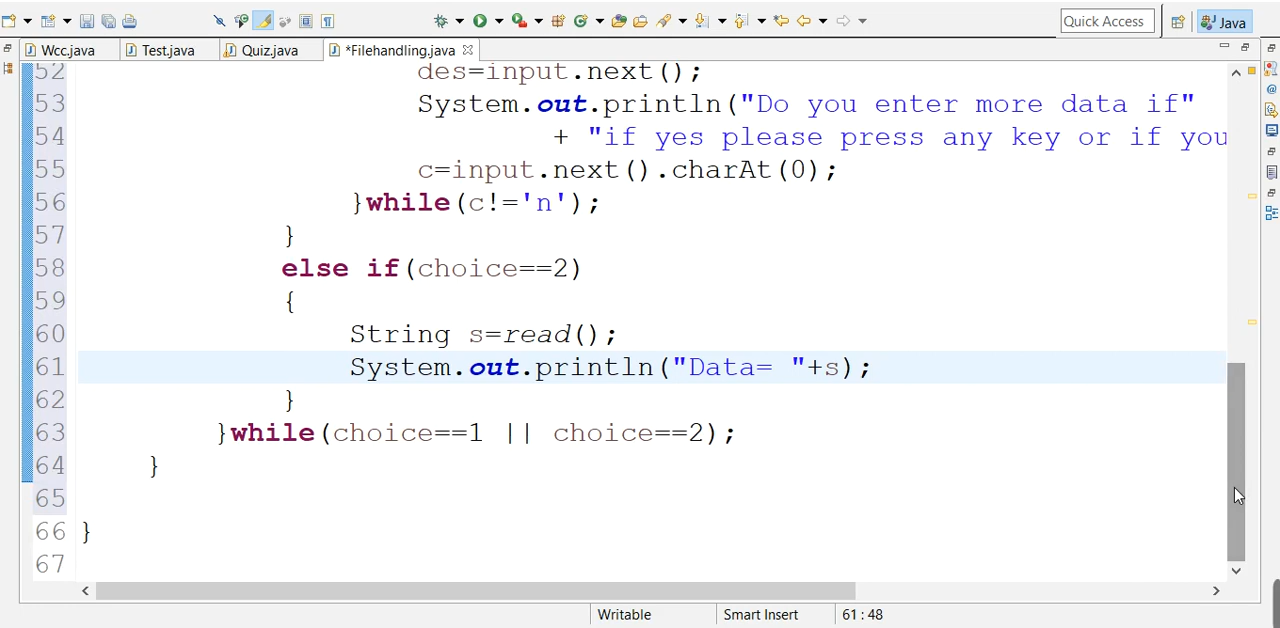 Quick Access
Java
Wcc.java
Test.java
Quiz.java
*Filehandling.java
52 des=input.next();
53 System.out.println("Do you enter more data if"
54 + "if yes please press any key or if you
55 c=input.next().charAt(0);
56 }while(c!='n');
57 }
58 else if(choice==2)
59 {
60 String s=read();
61 System.out.println("Data= "+s);
62 }
63 }while(choice==1 || choice==2);
64 }
65
66 }
67
Writable
Smart Insert
61 : 48